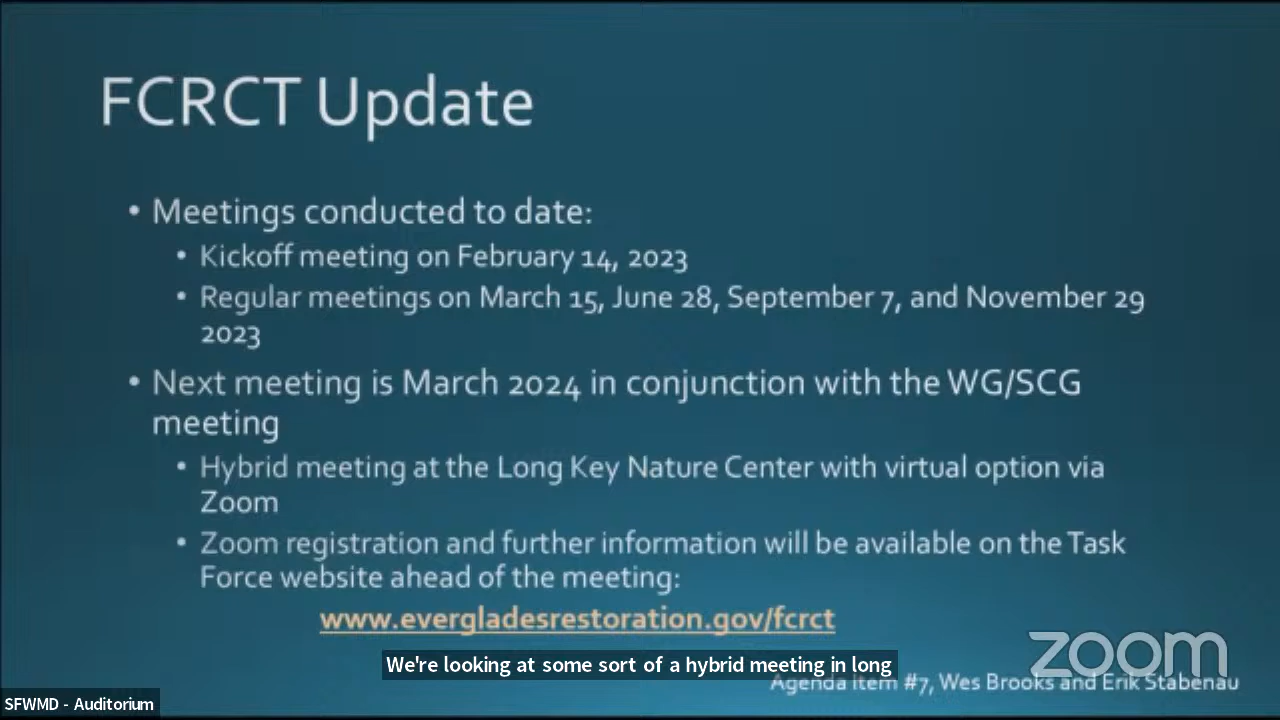 FCRCT Update
• Meetings conducted to date:
• Kickoff meeting on February 14, 2023
• Regular meetings on March 15, June 28, September 7, and November 29
2023
• Next meeting is March 2024 in conjunction with the WG/SCG
meeting
• Hybrid meeting at the Long Key Nature Center with virtual option via
Zoom
• Zoom registration and further information will be available on the Task
Force website ahead of the meeting:
www.evergladesrestoration.gov/fcrct
We're looking at some sort of a hybrid meeting in long
zoom
Agenda item #7, Wes Brooks and Erik Stabenau
SFWMD - Auditorium